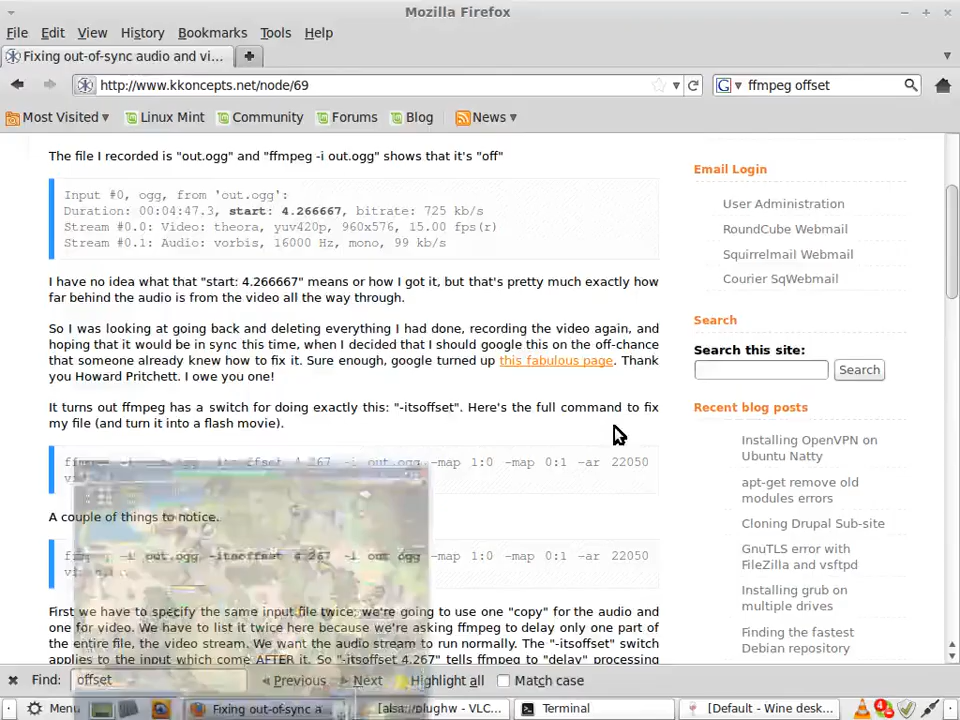 Mozilla Firefox
File Edit View History Bookmarks Tools Help
Fixing out-of-sync audio and vi...
http://www.kkoncepts.net/node/69
ffmpeg offset
Most Visited Linux Mint Community Forums Blog News
The file I recorded is "out.ogg" and "ffmpeg -i out.ogg" shows that it's "off"
Input #0, ogg, from 'out.ogg':
Duration: 00:04:47.3, start: 4.266667, bitrate: 725 kb/s
Stream #0.0: Video: theora, yuv420p, 960x576, 15.00 fps(r)
Stream #0.1: Audio: vorbis, 16000 Hz, mono, 99 kb/s
I have no idea what that "start: 4.266667" means or how I got it, but that's pretty much exactly how
far behind the audio is from the video all the way through.
So I was looking at going back and deleting everything I had done, recording the video again, and
hoping that it would be in sync this time, when I decided that I should google this on the off-chance
that someone already knew how to fix it. Sure enough, google turned up this fabulous page. Thank
you Howard Pritchett. I owe you one!
It turns out ffmpeg has a switch for doing exactly this: "-itsoffset". Here's the full command to fix
my file (and turn it into a flash movie).
-i out.ogg -map 1:0 -map 0:1 -ar 22050
A couple of things to notice.
-i out.ogg -itsoffset 4.267 -i out.ogg -map 1:0 -map 0:1 -ar 22050
First we have to specify the same input file twice; we're going to use one "copy" for the audio and
one for video. We have to list it twice here because we're asking ffmpeg to delay only one part of
the entire file, the video stream. We want the audio stream to run normally. The "-itsoffset" switch
applies to the input which come AFTER it. So "-itsoffset 4.267" tells ffmpeg to "delay" processing
Email Login
User Administration
RoundCube Webmail
Squirrelmail Webmail
Courier SqWebmail
Search
Search this site:
Search
Recent blog posts
Installing OpenVPN on
Ubuntu Natty
apt-get remove old
modules errors
Cloning Drupal Sub-site
GnuTLS error with
FileZilla and vsftpd
Installing grub on
multiple drives
Finding the fastest
Debian repository
Find: offset Previous Next Highlight all Match case
Menu Fixing out-of-sync a... [alsa://plughw - VLC... Terminal [Default - Wine desk... 4